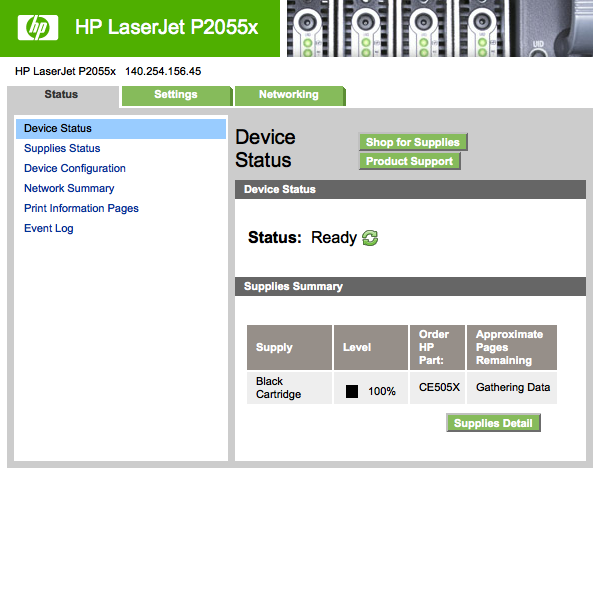 hp HP LaserJet P2055x
UID
HP LaserJet P2055x 140.254.156.45
Status Settings Networking
Device Status
Supplies Status
Device Configuration
Network Summary
Print Information Pages
Event Log
Device
Status
Shop for Supplies
Product Support
Device Status
Status: Ready
Supplies Summary
Supply
Level
Order
HP
Part:
Approximate
Pages
Remaining
Black
Cartridge
100%
CE505X
Gathering Data
Supplies Detail